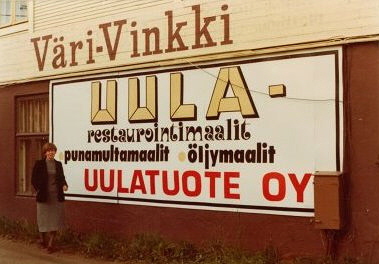 Väri-Vinkki
UULA-
restaurointimaalit
•punamultamaalit •öljymaalit
UULATUOTE OY